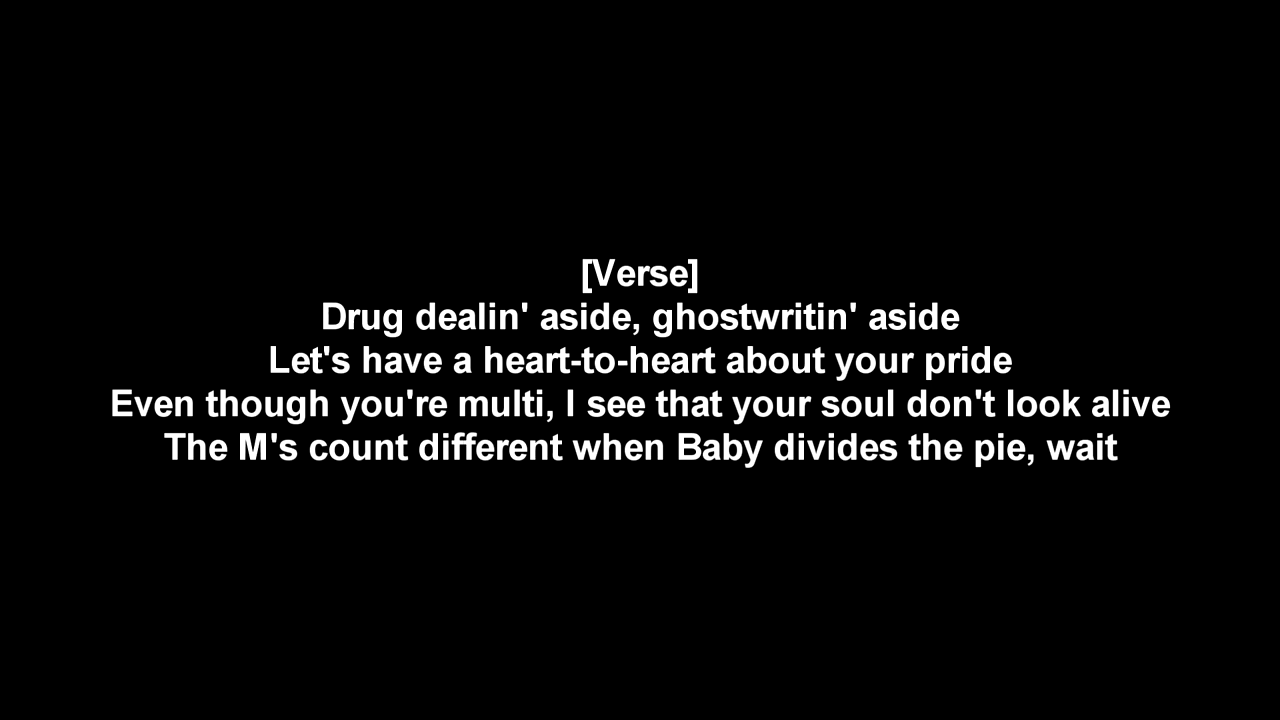 [Verse]
Drug dealin' aside, ghostwritin' aside
Let's have a heart-to-heart about your pride
Even though you're multi, I see that your soul don't look alive
The M's count different when Baby divides the pie, wait